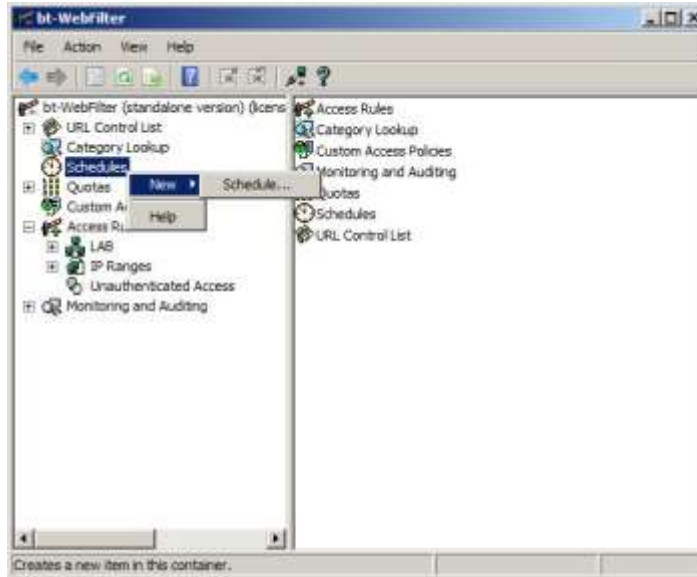 bt-WebFilter
File Action View Help
bt-WebFilter (standalone version) (licens
URL Control List
Category Lookup
Schedules
Quotas
Custom Ac
Access Ru
LAB
IP Ranges
Unauthenticated Access
Monitoring and Auditing
New
Help
Schedule...
Access Rules
Category Lookup
Custom Access Policies
Monitoring and Auditing
Quotas
Schedules
URL Control List
Creates a new item in this container.